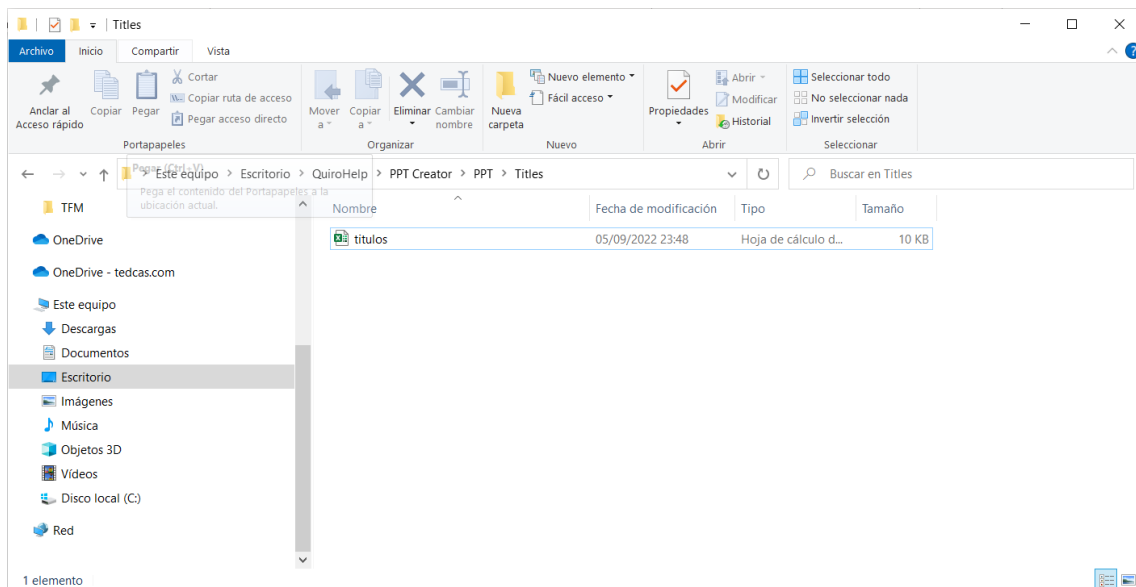 Titles
Archivo Inicio Compartir Vista
Anclar al Acceso rápido
Copiar
Pegar
Cortar
Copiar ruta de acceso
Pegar acceso directo
Portapapeles
Mover a
Copiar a
Eliminar
Cambiar nombre
Organizar
Nueva carpeta
Nuevo elemento
Fácil acceso
Nuevo
Propiedades
Abrir
Modificar
Historial
Abrir
Seleccionar todo
No seleccionar nada
Invertir selección
Seleccionar
Este equipo > Escritorio > QuiroHelp > PPT Creator > PPT > Titles
Buscar en Titles
Pegar (Ctrl+V)
Pega el contenido del Portapapeles a la
ubicación actual.
Nombre Fecha de modificación Tipo Tamaño
titulos 05/09/2022 23:48 Hoja de cálculo d... 10 KB
TFM
OneDrive
OneDrive - tedcas.com
Este equipo
Descargas
Documentos
Escritorio
Imágenes
Música
Objetos 3D
Vídeos
Disco local (C:)
Red
1 elemento